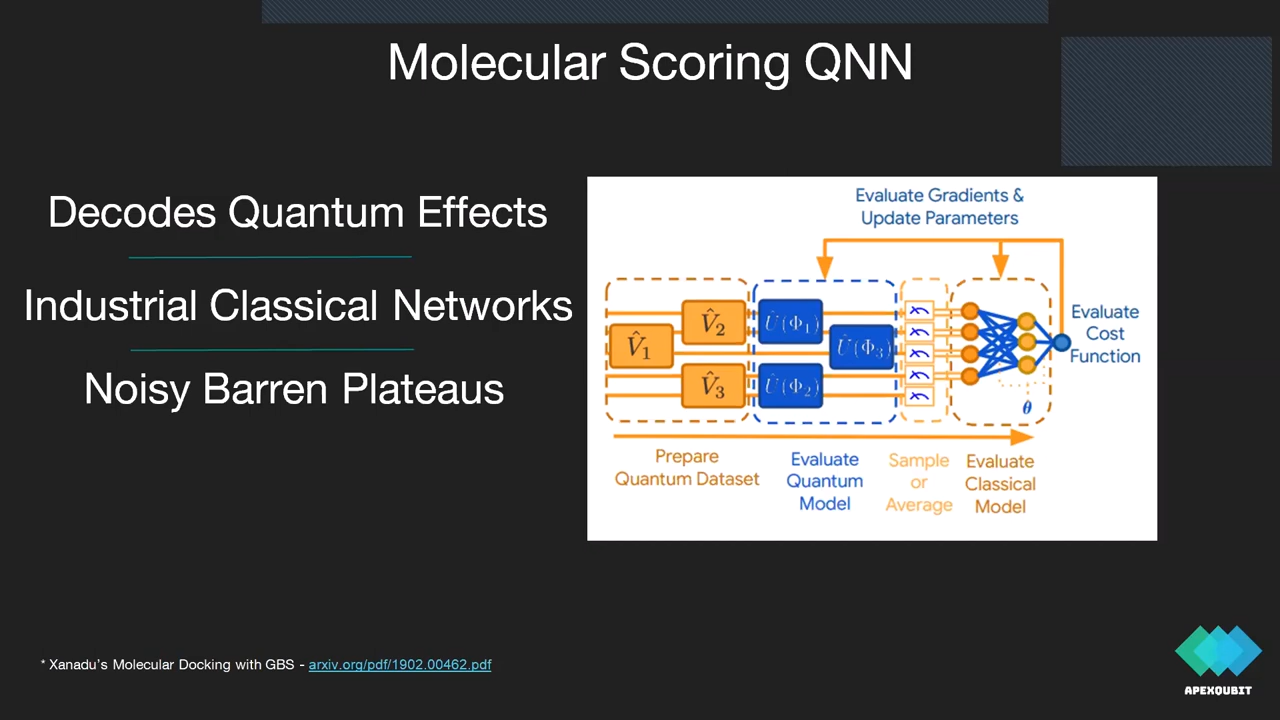 Molecular Scoring QNN
Decodes Quantum Effects
Industrial Classical Networks
Noisy Barren Plateaus
Evaluate Gradients &
Update Parameters
V̂₁
V̂₂
V̂₃
Û(Φ₁)
Û(Φ₂)
Û(Φ₃)
θ
Evaluate
Cost
Function
Prepare
Quantum Dataset
Evaluate
Quantum
Model
Sample
or
Average
Evaluate
Classical
Model
* Xanadu's Molecular Docking with GBS - arxiv.org/pdf/1902.00462.pdf
APEXQUBIT